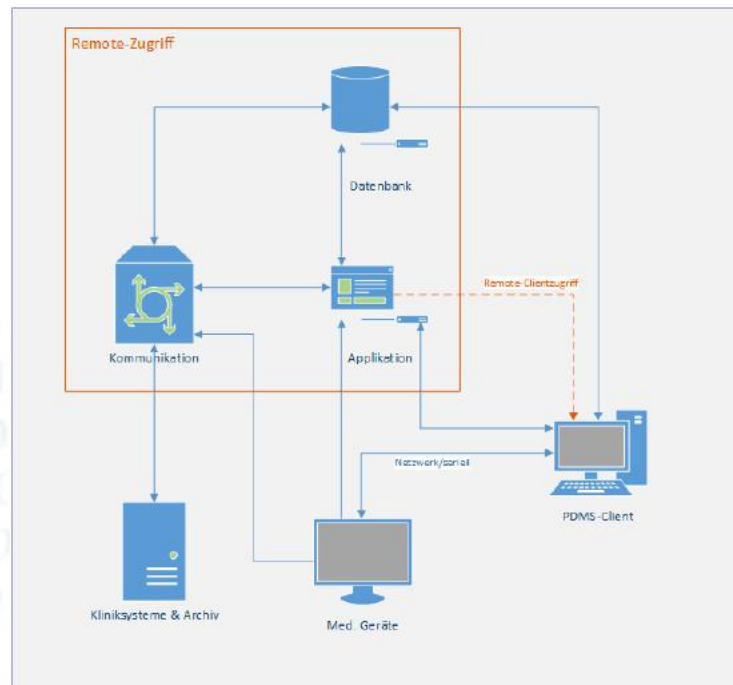 Remote-Zugriff
Datenbank
Remote-Clientzugriff
Kommunikation
Applikation
Netzwerk/seriell
PDMS-Client
Kliniksysteme & Archiv
Med. Geräte